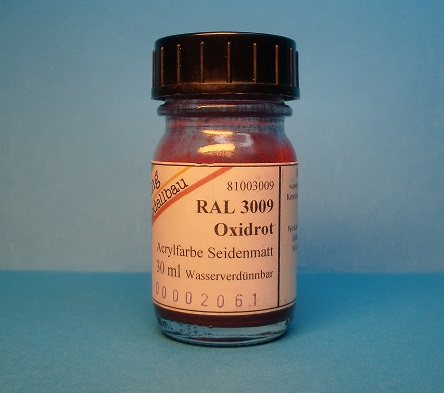 81003009
RAL 3009
Oxidrot
Acrylfarbe Seidenmatt
30 ml Wasserverdünnbar
00002061